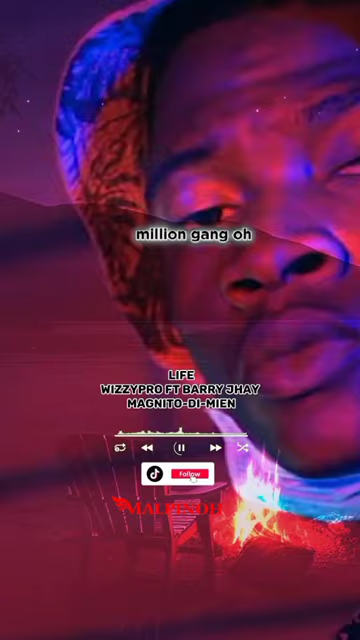 million gang oh
LIFE
WIZZYPRO FT BARRY JHAY
MAGNITO-DI-MIEN
Follow